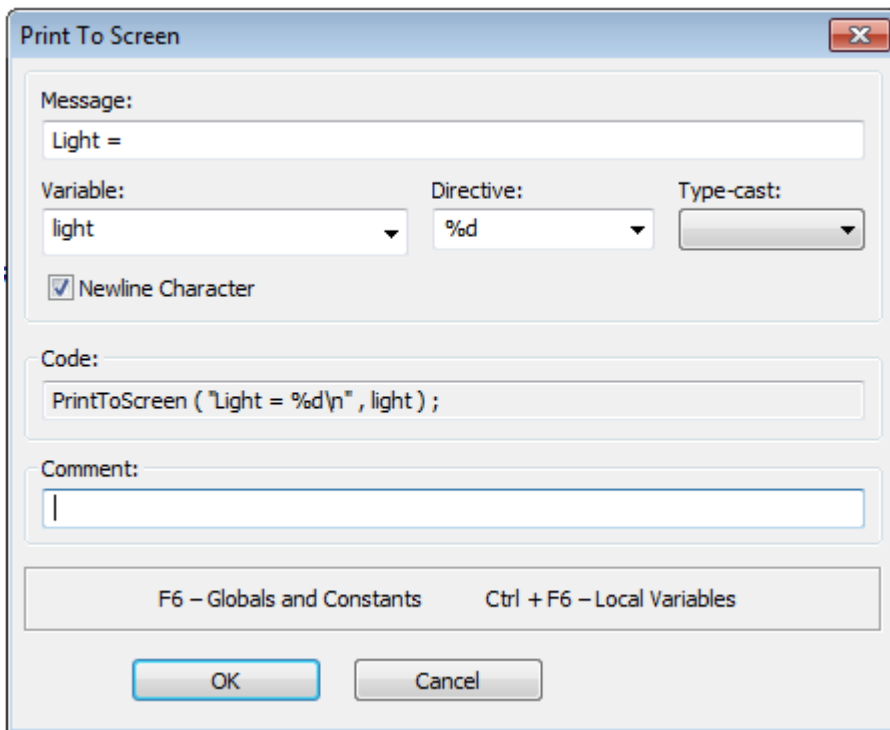 Print To Screen
Message:
Light =
Variable: Directive: Type-cast:
light %d
Newline Character
Code:
PrintToScreen ( "Light = %d\n" , light ) ;
Comment:
F6 – Globals and Constants Ctrl + F6 – Local Variables
OK Cancel